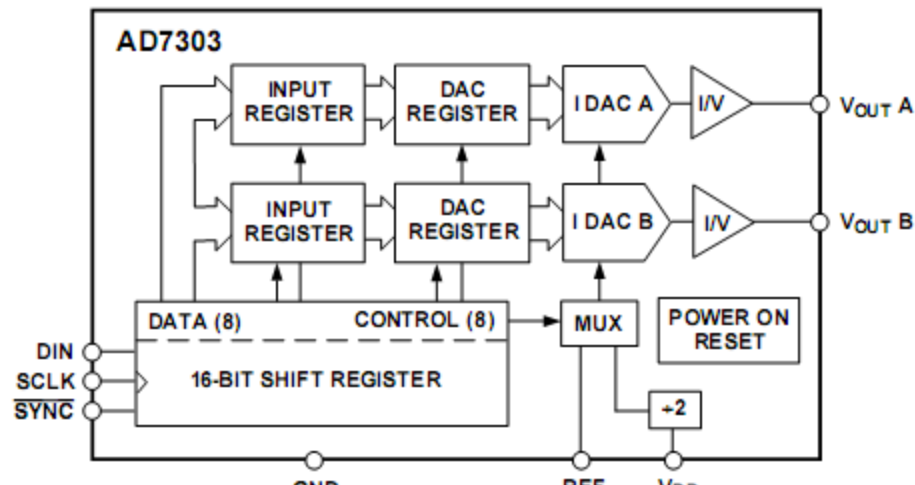 AD7303
INPUT
REGISTER
DAC
REGISTER
I DAC A
I/V
VOUT A
INPUT
REGISTER
DAC
REGISTER
I DAC B
I/V
VOUT B
DATA (8)
CONTROL (8)
MUX
POWER ON
RESET
DIN
SCLK
SYNC
16-BIT SHIFT REGISTER
÷2